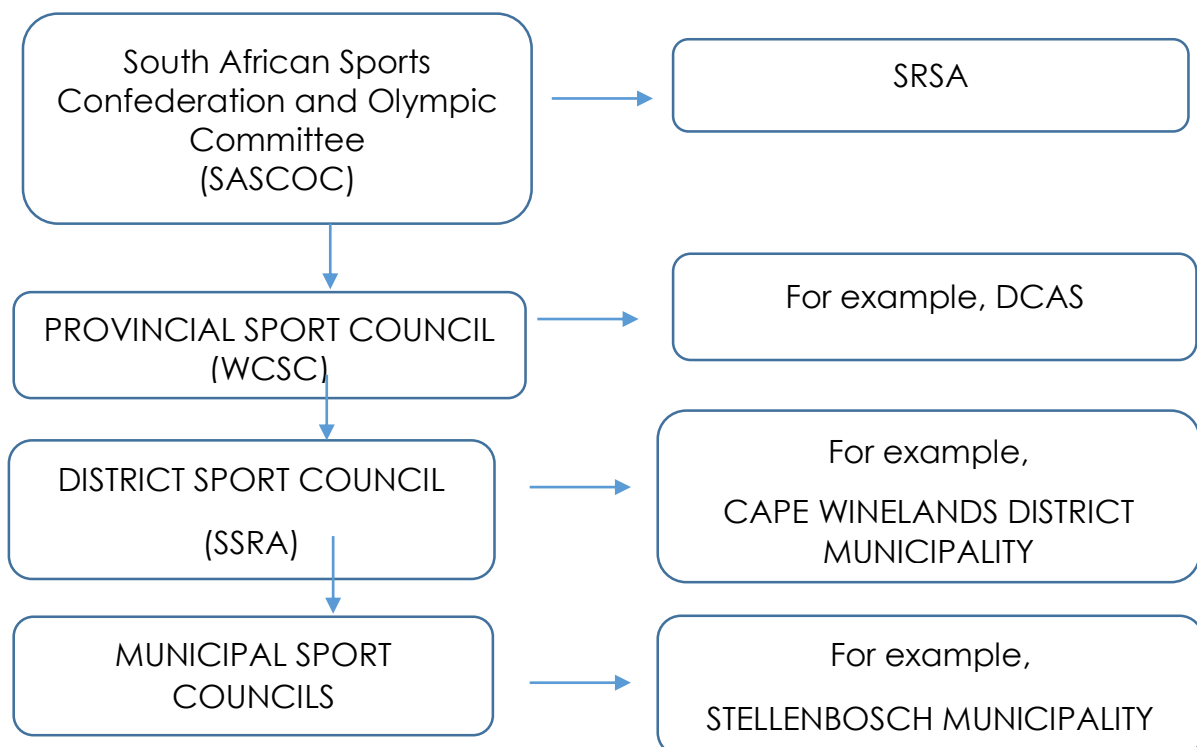 South African Sports
Confederation and Olympic
Committee
(SASCOC)
SRSA
PROVINCIAL SPORT COUNCIL
(WCSC)
For example, DCAS
DISTRICT SPORT COUNCIL
(SSRA)
For example,
CAPE WINELANDS DISTRICT
MUNICIPALITY
MUNICIPAL SPORT
COUNCILS
For example,
STELLENBOSCH MUNICIPALITY